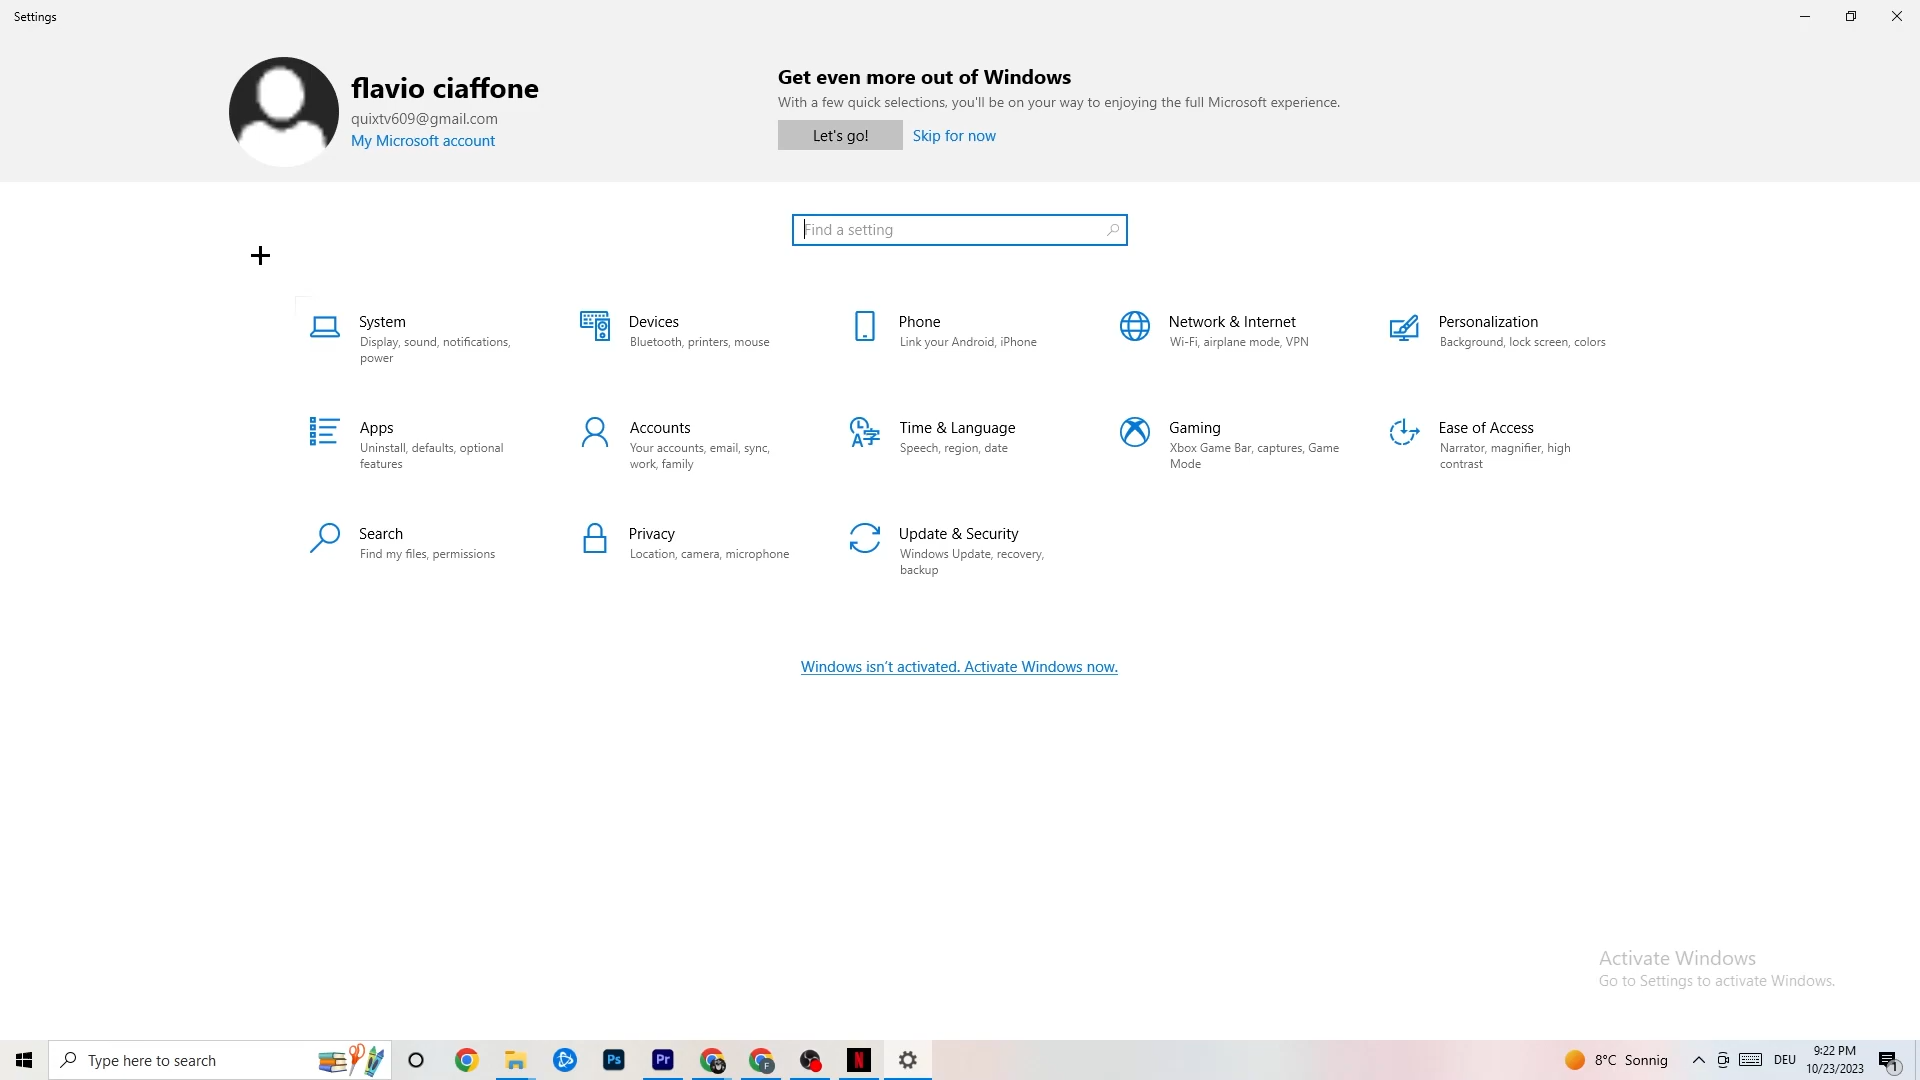 Settings
flavio ciaffone
quixtv609@gmail.com
My Microsoft account
Get even more out of Windows
With a few quick selections, you'll be on your way to enjoying the full Microsoft experience.
Let's go!
Skip for now
Find a setting
System
Display, sound, notifications,
power
Devices
Bluetooth, printers, mouse
Phone
Link your Android, iPhone
Network & Internet
Wi-Fi, airplane mode, VPN
Personalization
Background, lock screen, colors
Apps
Uninstall, defaults, optional
features
Accounts
Your accounts, email, sync,
work, family
Time & Language
Speech, region, date
Gaming
Xbox Game Bar, captures, Game
Mode
Ease of Access
Narrator, magnifier, high
contrast
Search
Find my files, permissions
Privacy
Location, camera, microphone
Update & Security
Windows Update, recovery,
backup
Windows isn't activated. Activate Windows now.
Activate Windows
Go to Settings to activate Windows.
Type here to search
Ps
Pr
F
N
8°C Sonnig
DEU
9:22 PM
10/23/2023
1